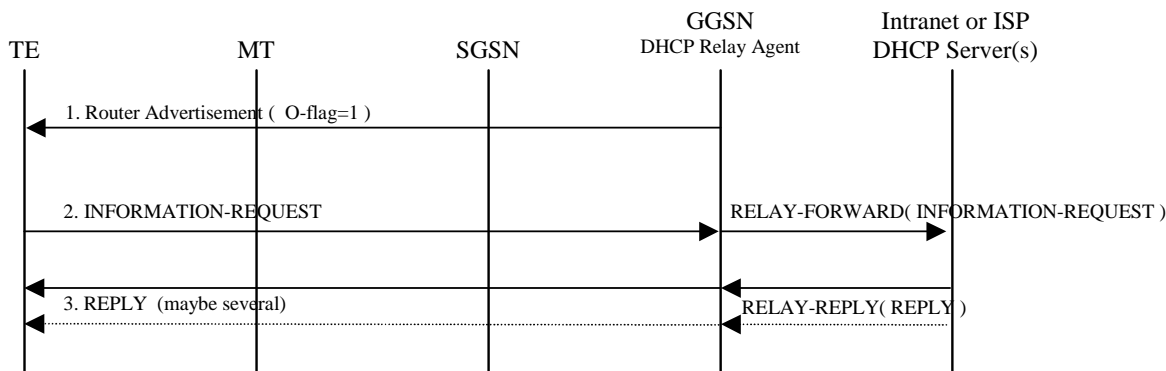 GGSN
Intranet or ISP
TE
MT
SGSN
DHCP Relay Agent
DHCP Server(s)
1. Router Advertisement ( O-flag=1 )
2. INFORMATION-REQUEST
RELAY-FORWARD( INFORMATION-REQUEST )
3. REPLY (maybe several)
RELAY-REPLY( REPLY )